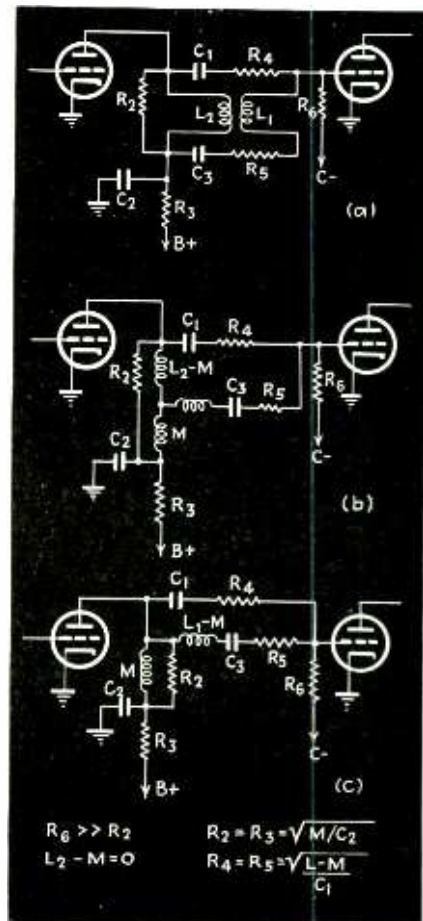 C₁ R₄
R₂ L₂ L₁ R₆
C₃ R₅
C₂ R₃ C-
B+
(a)
C₁ R₄
R₂ L₂-M
C₃ R₅ R₆
M
C₂ C-
R₃
B+
(b)
C₁ R₄
L₁-M
M R₂ C₃ R₅
C₂ R₆
R₃ C-
B+
(c)
R₆ >> R₂ R₂ = R₃ = √M/C₂
L₂-M=0 R₄ = R₅ = √L-M/C₁